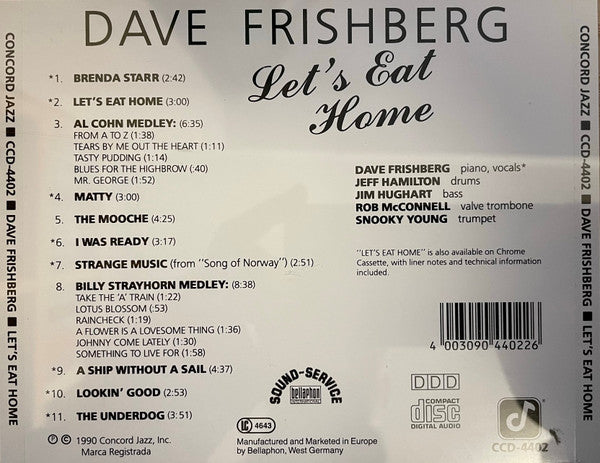 DAVE FRISHBERG
Let's Eat
Home
*1. BRENDA STARR (2:42)
*2. LET'S EAT HOME (3:00)
3. AL COHN MEDLEY: (6:35)
FROM A TO Z (1:38)
TEARS BY ME OUT THE HEART (1:11)
TASTY PUDDING (1:14)
BLUES FOR THE HIGHBROW (:40)
MR. GEORGE (1:52)
*4. MATTY (3:00)
5. THE MOOCHE (4:25)
*6. I WAS READY (3:17)
*7. STRANGE MUSIC (from "Song of Norway") (2:51)
8. BILLY STRAYHORN MEDLEY: (8:38)
TAKE THE 'A' TRAIN (1:22)
LOTUS BLOSSOM (:53)
RAINCHECK (1:19)
A FLOWER IS A LOVESOME THING (1:36)
JOHNNY COME LATELY (1:30)
SOMETHING TO LIVE FOR (1:58)
*9. A SHIP WITHOUT A SAIL (4:37)
*10. LOOKIN' GOOD (2:53)
*11. THE UNDERDOG (3:51)
DAVE FRISHBERG piano, vocals*
JEFF HAMILTON drums
JIM HUGHART bass
ROB McCONNELL valve trombone
SNOOKY YOUNG trumpet
"LET'S EAT HOME" is also available on Chrome
Cassette, with liner notes and technical information
included.
4 003090 440226
SOUND-SERVICE
bellaphon
LC 4643
DDD
COMPACT
disc
DIGITAL AUDIO
CCD-4402
℗ © 1990 Concord Jazz, Inc.
Marca Registrada
Manufactured and Marketed in Europe
by Bellaphon, West Germany
CONCORD JAZZ ■ CCD-4402 ■ DAVE FRISHBERG ■ LET'S EAT HOME
CONCORD JAZZ ■ CCD-4402 ■ DAVE FRISHBERG ■ LET'S EAT HOME